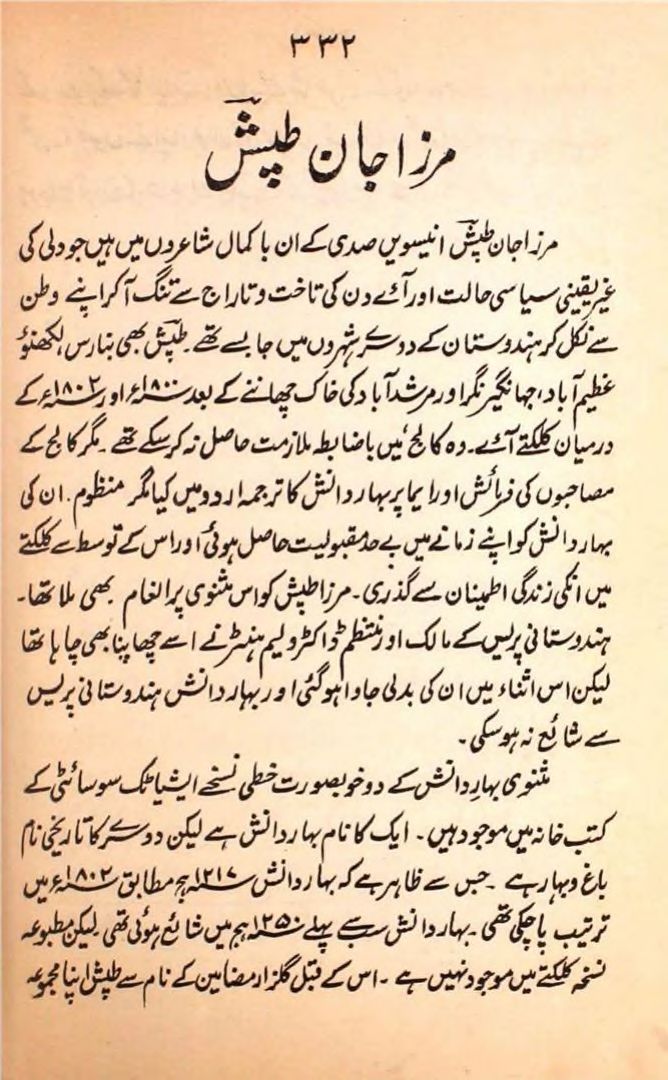 ۳۳۲
مرزا جان طپشؔ
مرزا جان طپشؔ انیسویں صدی کے ان باکمال شاعروں میں ہیں جو دلی کی
غیر یقینی سیاسی حالت اور آئے دن کی تاخت و تاراج سے تنگ آکر اپنے وطن
سے نکل کر ہندوستان کے دوسرے شہروں میں جا بسے تھے۔ طپشؔ بھی بنارس، لکھنؤ
عظیم آباد، جہانگیر نگر اور مرشد آباد کی خاک چھاننے کے بعد ۱۸۰۰ء اور ۱۸۰۲ء کے
درمیان کلکتے آئے۔ وہ کالج میں باضابطہ ملازمت حاصل نہ کر سکے تھے۔ مگر کالج کے
مصاحبوں کی فرمائش اور ایما پر بہار دانش کا ترجمہ اردو میں کیا مگر منظوم۔ ان کی
بہار دانش کو اپنے زمانے میں بے حد مقبولیت حاصل ہوئی اور اس کے توسط سے کلکتے
میں انکی زندگی اطمینان سے گذری۔ مرزا طپش کو اس مثنوی پر انعام بھی ملا تھا۔
ہندوستانی پریس کے مالک اور منتظم ڈاکٹر ولیم ہنٹر نے اسے چھاپنا بھی چاہا تھا
لیکن اس اثناء میں ان کی بدلی جاوا ہوگئی اور بہار دانش ہندوستانی پریس
سے شائع نہ ہوسکی۔
مثنوی بہار دانش کے دو خوبصورت خطی نسخے ایشیاٹک سوسائٹی کے
کتب خانہ میں موجود ہیں۔ ایک کا نام بہار دانش ہے لیکن دوسرے کا تاریخی نام
باغ و بہار ہے۔ جس سے ظاہر ہے کہ بہار دانش ۱۲۱۷ ہج مطابق ۱۸۰۲ء میں
ترتیب پاچکی تھی۔ بہار دانش سب سے پہلے ۱۲۵۰ ہج میں شائع ہوئی تھی۔ لیکن مطبوعہ
نسخہ کلکتے میں موجود نہیں ہے۔ اس کے قبل گلزار مضامین کے نام سے طپش اپنا مجموعہ